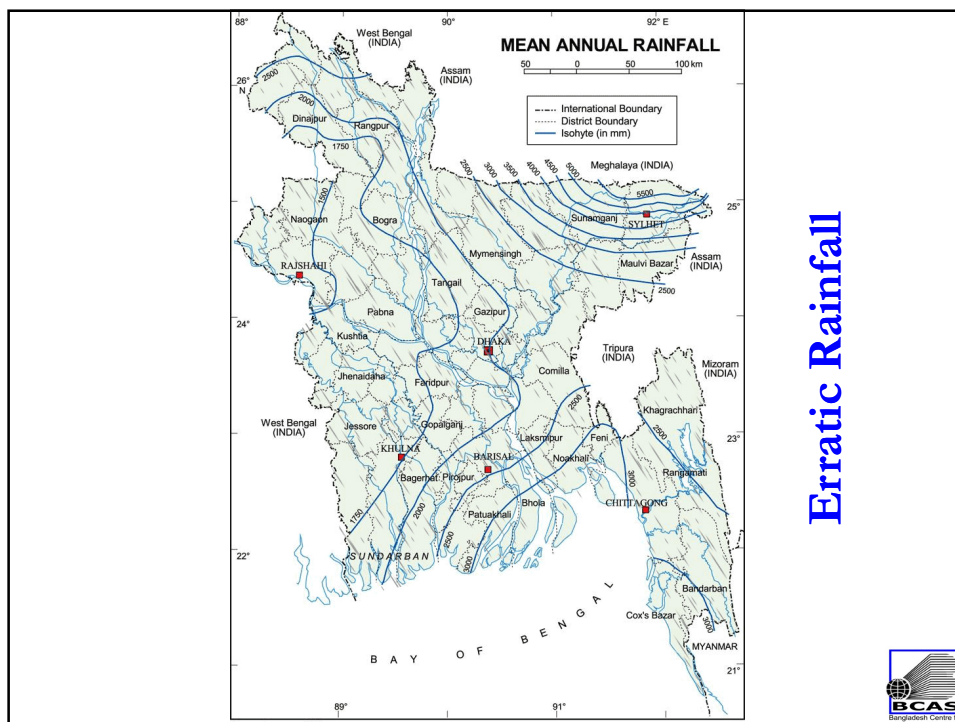 88°
90°
92° E
MEAN ANNUAL RAINFALL
50 0 50 100 km
International Boundary
District Boundary
Isohyte (in mm)
West Bengal
(INDIA)
Assam
(INDIA)
26°
N
2500
2000
Dinajpur
Rangpur
1750
Meghalaya (INDIA)
2500
3000
3500
4000
4500
5000
5500
1500
25°
Naogaon
Bogra
Sunamganj
SYLHET
Mymensingh
Assam
(INDIA)
Maulvi Bazar
RAJSHAHI
Tangail
2500
Pabna
Gazipur
24°
Kushtia
DHAKA
Tripura
(INDIA)
Mizoram
(INDIA)
Jhenaidaha
Faridpur
Comilla
Khagrachhari
West Bengal
(INDIA)
Jessore
Gopalganj
2500
Laksmipur
Feni
2500
23°
KHULNA
BARISAL
Noakhali
Bagerhat
Pirojpur
3000
Rangamati
1750
2000
Patuakhali
Bhola
CHITTAGONG
2500
3000
22°
SUNDARBAN
Bandarban
Cox's Bazar
3000
MYANMAR
BAY OF BENGAL
21°
89°
91°
Erratic Rainfall
BCAS
Bangladesh Centre f